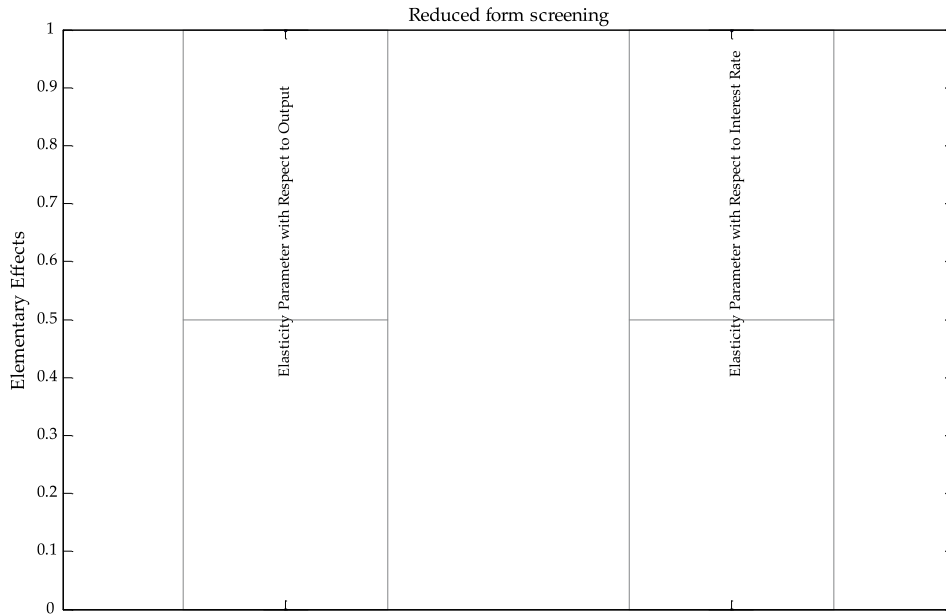 Reduced form screening
1
0.9
0.8
0.7
0.6
0.5
0.4
0.3
0.2
0.1
0
Elementary Effects
Elasticity Parameter with Respect to Output
Elasticity Parameter with Respect to Interest Rate